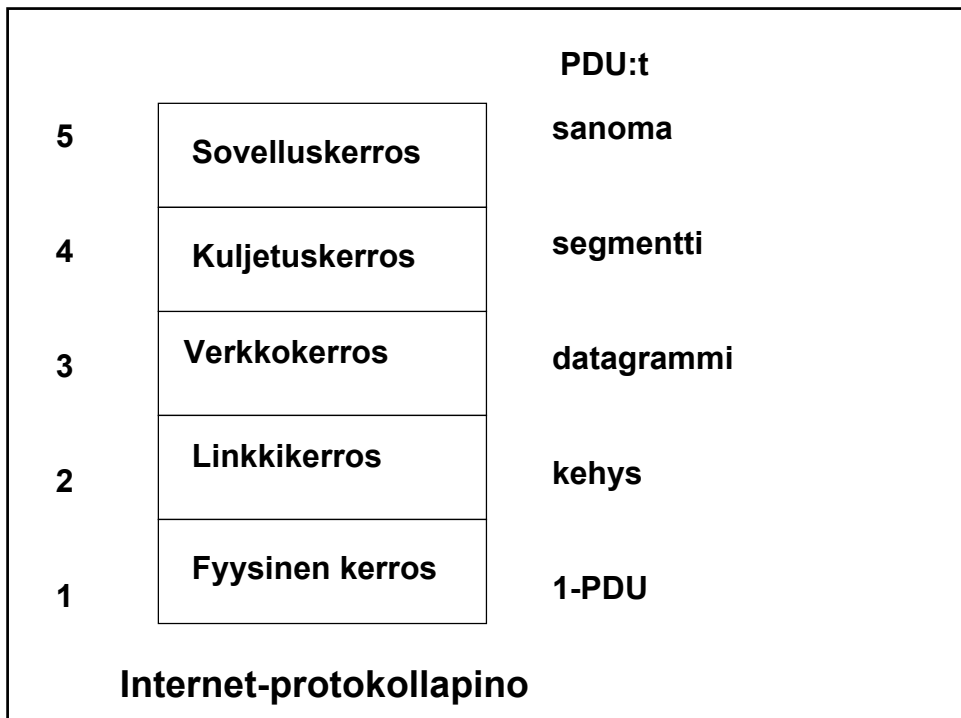 PDU:t
5 Sovelluskerros sanoma
4 Kuljetuskerros segmentti
3 Verkkokerros datagrammi
2 Linkkikerros kehys
1 Fyysinen kerros 1-PDU
Internet-protokollapino